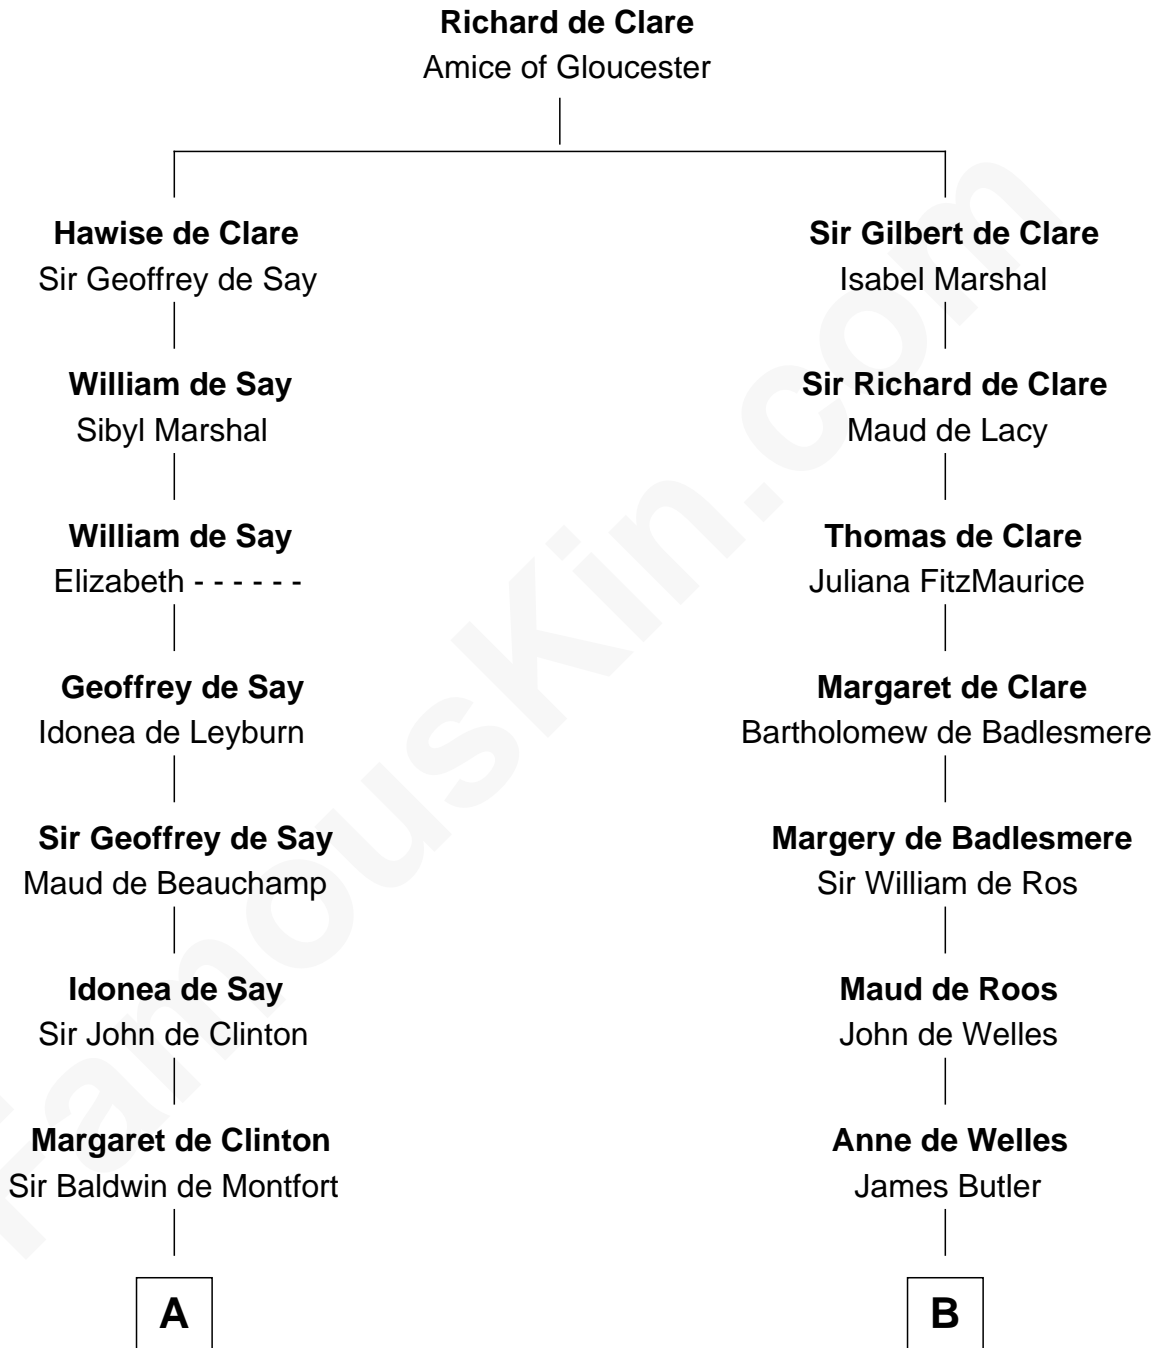 Richard de Clare
Amice of Gloucester
Hawise de Clare
Sir Geoffrey de Say
William de Say
Sibyl Marshal
William de Say
Elizabeth - - - - - -
Geoffrey de Say
Idonea de Leyburn
Sir Geoffrey de Say
Maud de Beauchamp
Idonea de Say
Sir John de Clinton
Margaret de Clinton
Sir Baldwin de Montfort
A
Sir Gilbert de Clare
Isabel Marshal
Sir Richard de Clare
Maud de Lacy
Thomas de Clare
Juliana FitzMaurice
Margaret de Clare
Bartholomew de Badlesmere
Margery de Badlesmere
Sir William de Ros
Maud de Roos
John de Welles
Anne de Welles
James Butler
B
FamousKin.com